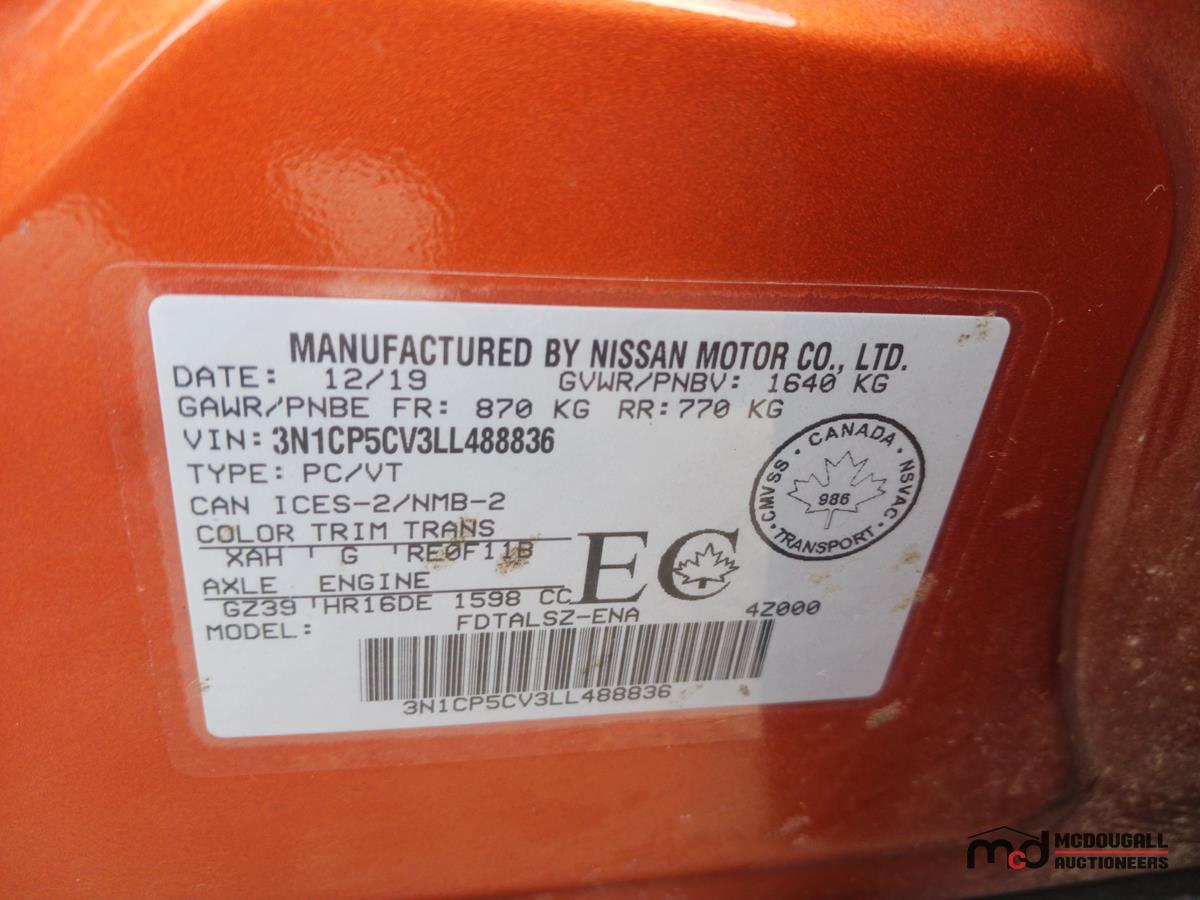 MANUFACTURED BY NISSAN MOTOR CO., LTD.
DATE: 12/19 GVWR/PNBV: 1640 KG
GAWR/PNBE FR: 870 KG RR: 770 KG
VIN: 3N1CP5CV3LL488836
TYPE: PC/VT
CAN ICES-2/NMB-2
COLOR TRIM TRANS
XAH G RE0F11B
AXLE ENGINE
GZ39 HR16DE 1598 CC
MODEL: FDTALSZ-ENA 4Z000
3N1CP5CV3LL488836
EC
CANADA · NSVAC · TRANSPORT · CMVSS ·
986
mcd MCDOUGALL
AUCTIONEERS